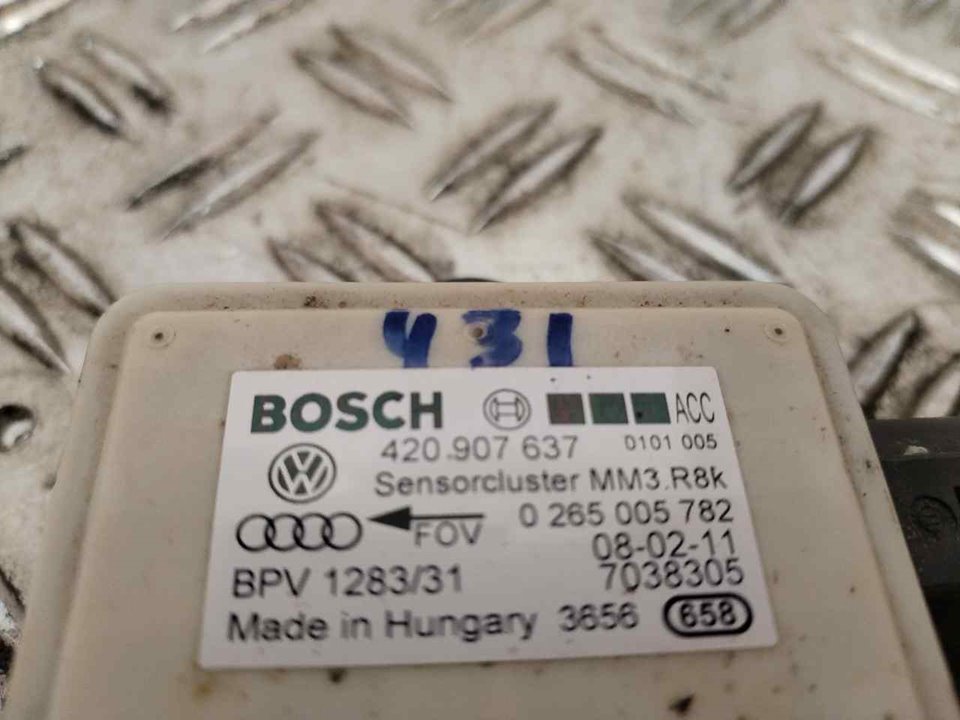 431
BOSCH ACC
420.907 637 0101 005
VW Sensorcluster MM3.R8k
FOV 0 265 005 782
08-02-11
BPV 1283/31 7038305
Made in Hungary 3656 658